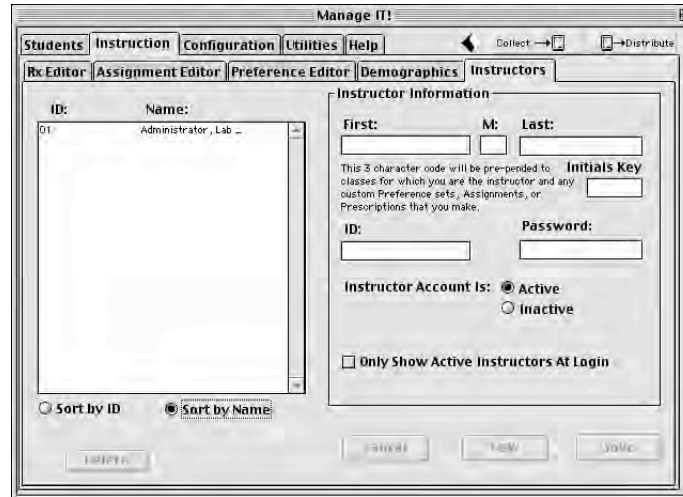 Manage IT!
Students Instruction Configuration Utilities Help Collect Distribute
Rx Editor Assignment Editor Preference Editor Demographics Instructors
ID: Name:
01 Administrator, Lab _
Sort by ID Sort by Name
DELETE
Instructor Information
First: M: Last:
This 3 character code will be pre-pended to
classes for which you are the instructor and any
custom Preference sets, Assignments, or
Prescriptions that you make.
Initials Key
ID: Password:
Instructor Account Is: Active
Inactive
Only Show Active Instructors At Login
Cancel NEW Save